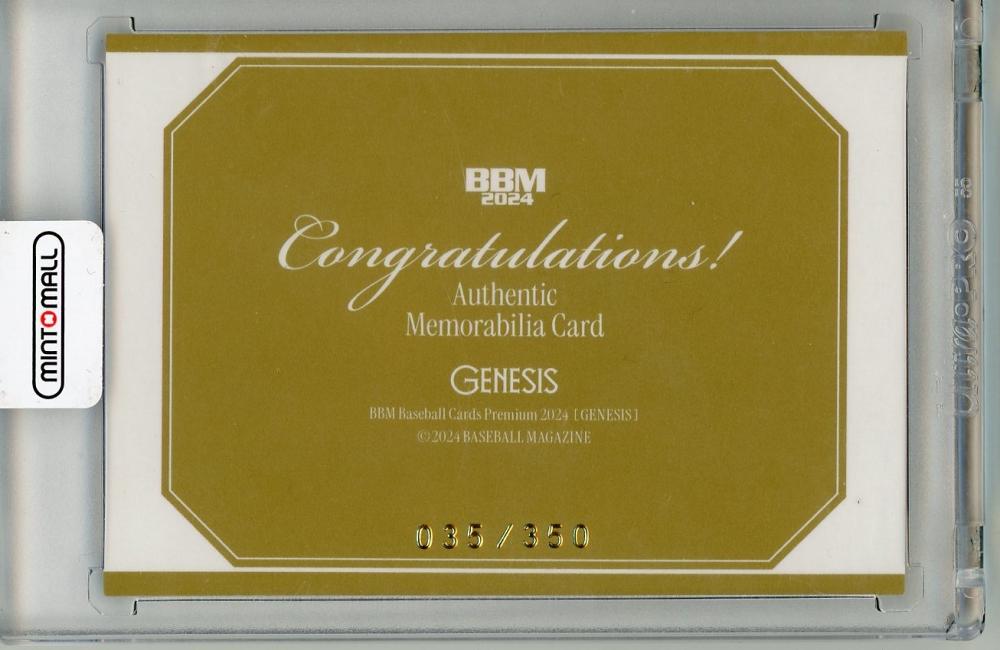 BBM
2024
Congratulations!
Authentic
Memorabilia Card
GENESIS
BBM Baseball Cards Premium 2024 [GENESIS]
©2024 BASEBALL MAGAZINE
035/350
MINTOMALL